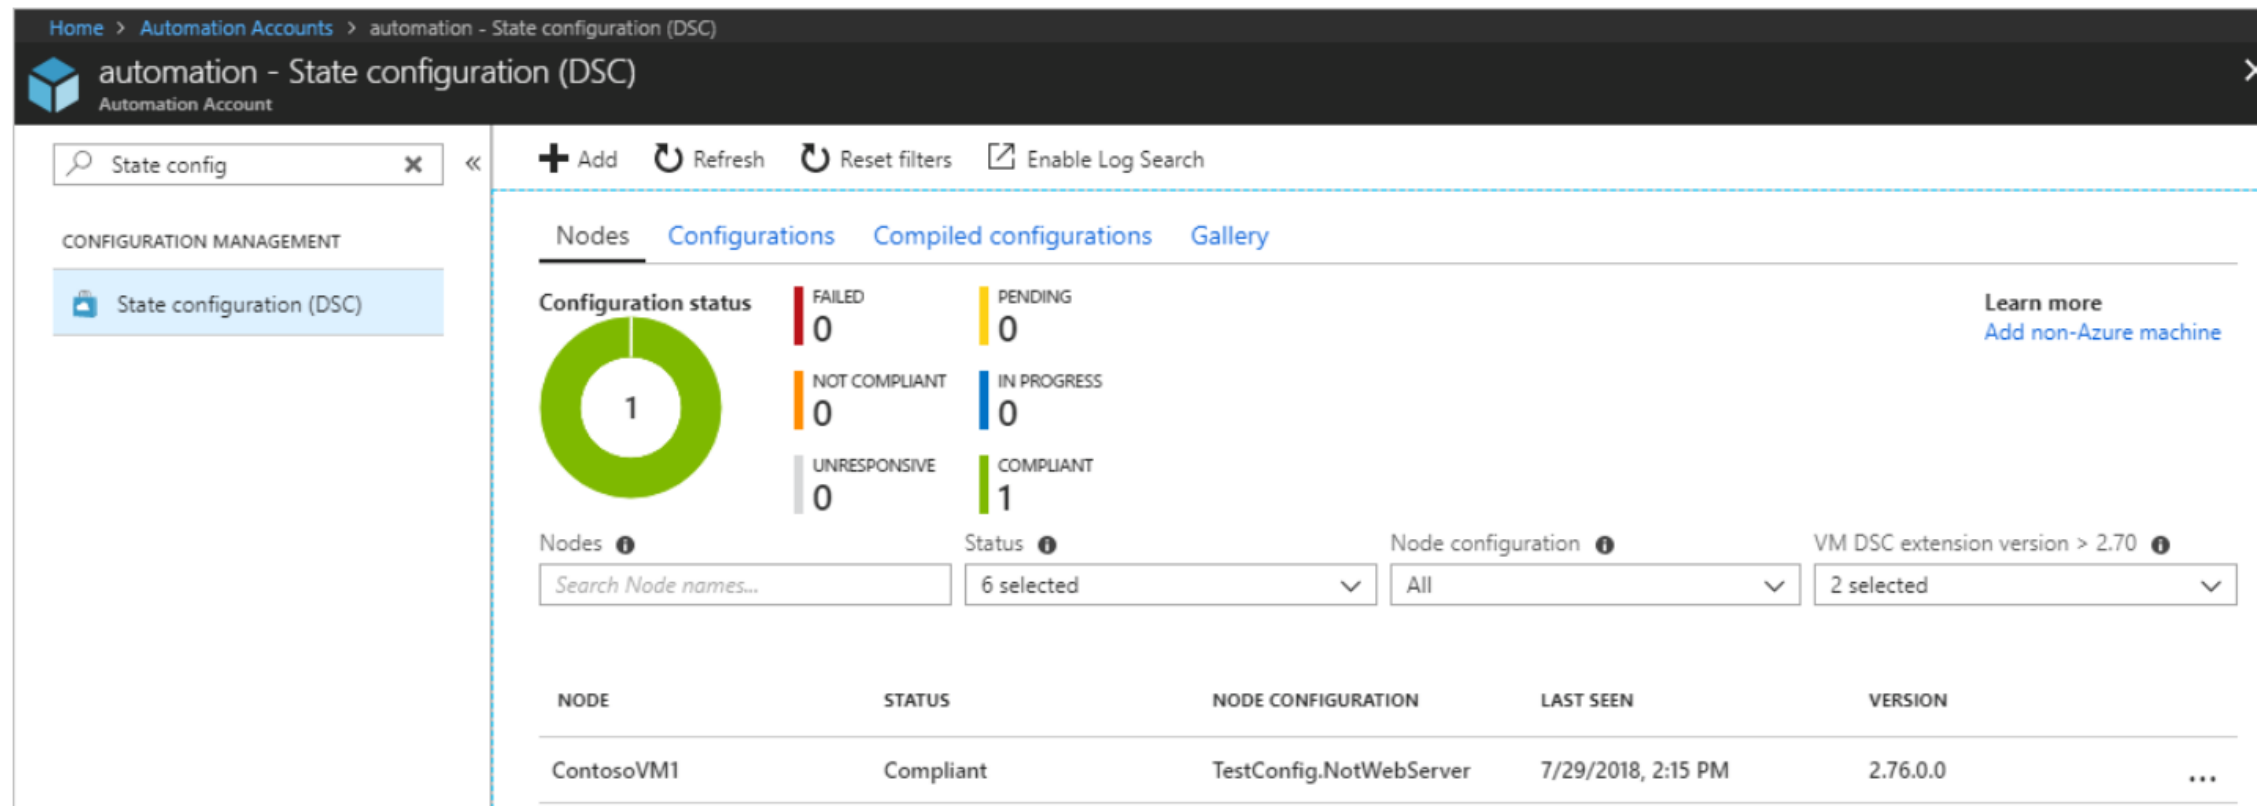 Home > Automation Accounts > automation - State configuration (DSC)
automation - State configuration (DSC)
Automation Account
State config
CONFIGURATION MANAGEMENT
State configuration (DSC)
Add Refresh Reset filters Enable Log Search
Nodes Configurations Compiled configurations Gallery
Configuration status
1
FAILED
0
PENDING
0
NOT COMPLIANT
0
IN PROGRESS
0
UNRESPONSIVE
0
COMPLIANT
1
Learn more
Add non-Azure machine
Nodes
Search Node names...
Status
6 selected
Node configuration
All
VM DSC extension version > 2.70
2 selected
NODE STATUS NODE CONFIGURATION LAST SEEN VERSION
ContosoVM1 Compliant TestConfig.NotWebServer 7/29/2018, 2:15 PM 2.76.0.0 ...